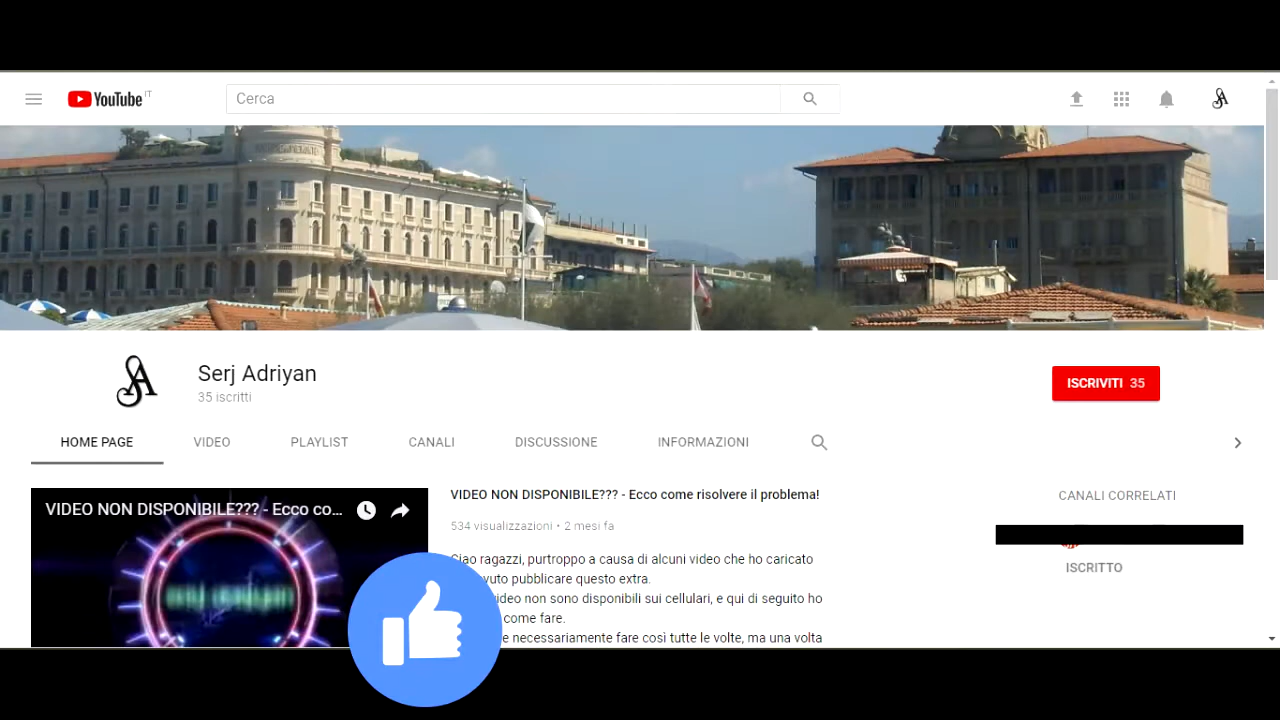 YouTube IT
Cerca
Serj Adriyan
35 iscritti
ISCRIVITI 35
HOME PAGE
VIDEO
PLAYLIST
CANALI
DISCUSSIONE
INFORMAZIONI
VIDEO NON DISPONIBILE??? - Ecco co...
VIDEO NON DISPONIBILE??? - Ecco come risolvere il problema!
534 visualizzazioni • 2 mesi fa
Ciao ragazzi, purtroppo a causa di alcuni video che ho caricato
vuto pubblicare questo extra.
ideo non sono disponibili sui cellulari, e qui di seguito ho
come fare.
e necessariamente fare così tutte le volte, ma una volta
CANALI CORRELATI
ISCRITTO